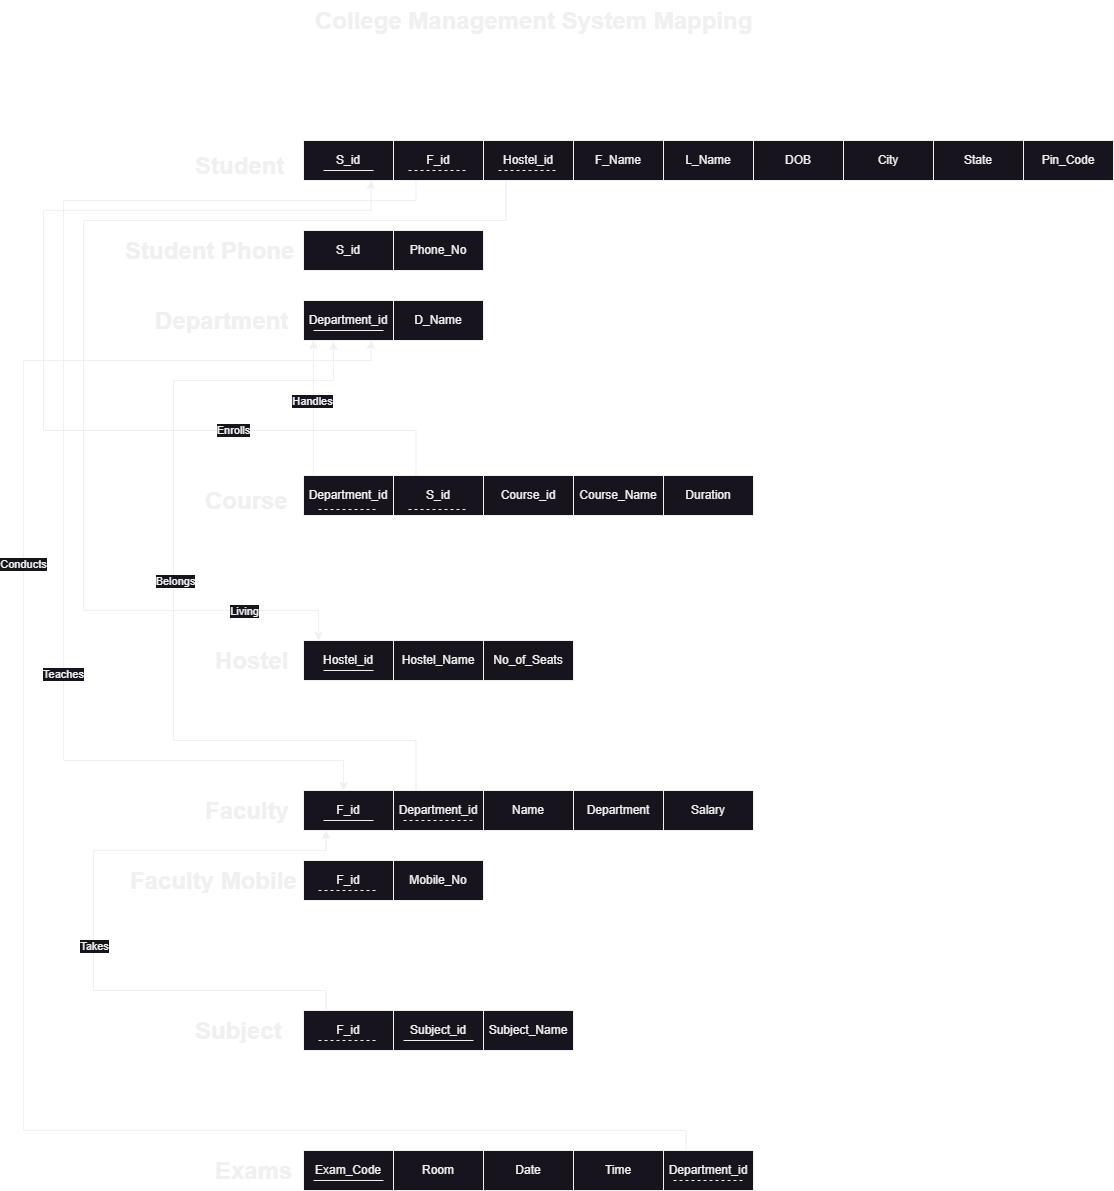 College Management System Mapping
Student S_id F_id Hostel_id F_Name L_Name DOB City State Pin_Code
Student Phone S_id Phone_No
Department Department_id D_Name
Handles
Enrolls
Course Department_id S_id Course_id Course_Name Duration
Conducts
Belongs
Living
Hostel Hostel_id Hostel_Name No_of_Seats
Teaches
Faculty F_id Department_id Name Department Salary
Faculty Mobile F_id Mobile_No
Takes
Subject F_id Subject_id Subject_Name
Exams Exam_Code Room Date Time Department_id